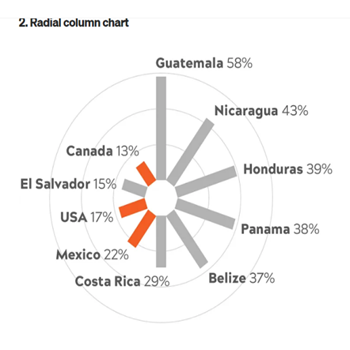 2. Radial column chart
Guatemala 58%
Nicaragua 43%
Canada 13%
Honduras 39%
El Salvador 15%
USA 17%
Panama 38%
Mexico 22%
Costa Rica 29%
Belize 37%